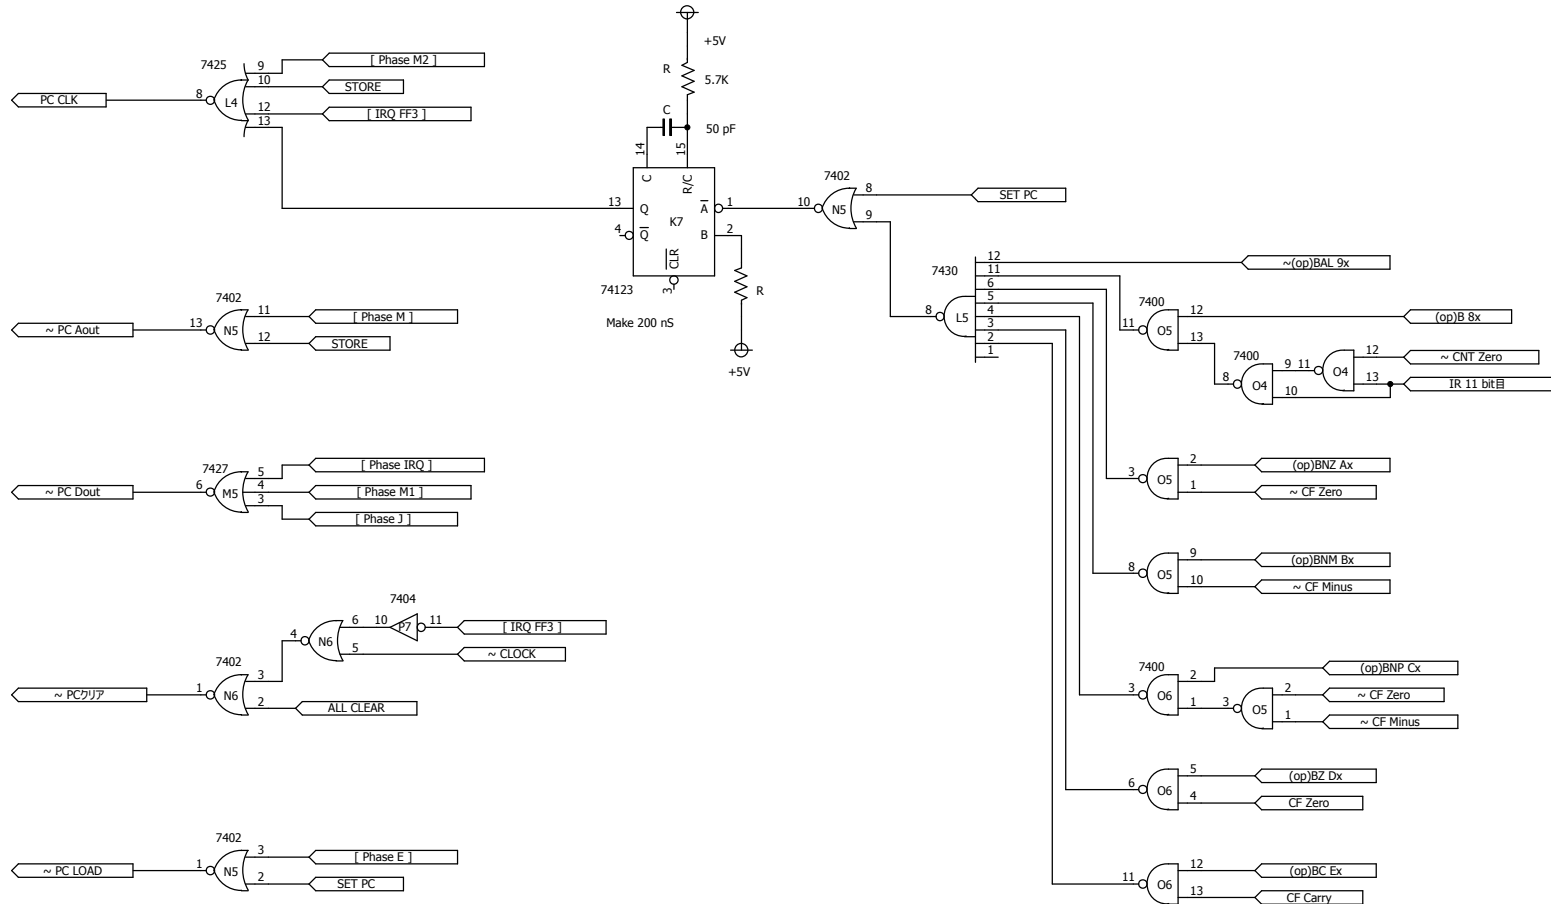 +5V
R
5.7K
C
50 pF
14
15
C
R/C
13
Q
A
1
K7
4
Q
B
2
CLR
3
74123
Make 200 nS
R
+5V
7425
9
[ Phase M2 ]
10
STORE
PC CLK
8
L4
12
[ IRQ FF3 ]
13
7402
8
SET PC
10
N5
9
7430
12
~(op)BAL 9x
11
6
5
4
3
2
1
8
L5
7400
12
(op)B 8x
11
O5
13
7400
9
11
12
~ CNT Zero
8
O4
O4
13
IR 11 bit目
10
7402
11
[ Phase M ]
~ PC Aout
13
N5
12
STORE
2
(op)BNZ Ax
3
O5
1
~ CF Zero
7427
5
[ Phase IRQ ]
~ PC Dout
6
M5
4
[ Phase M1 ]
3
[ Phase J ]
9
(op)BNM Bx
8
O5
10
~ CF Minus
7404
6
10
P7
11
[ IRQ FF3 ]
4
N6
5
~ CLOCK
7402
3
~ PCクリア
1
N6
2
ALL CLEAR
7400
2
(op)BNP Cx
3
O6
1
3
O5
2
~ CF Zero
1
~ CF Minus
5
(op)BZ Dx
6
O6
4
CF Zero
7402
3
[ Phase E ]
~ PC LOAD
1
N5
2
SET PC
12
(op)BC Ex
11
O6
13
CF Carry